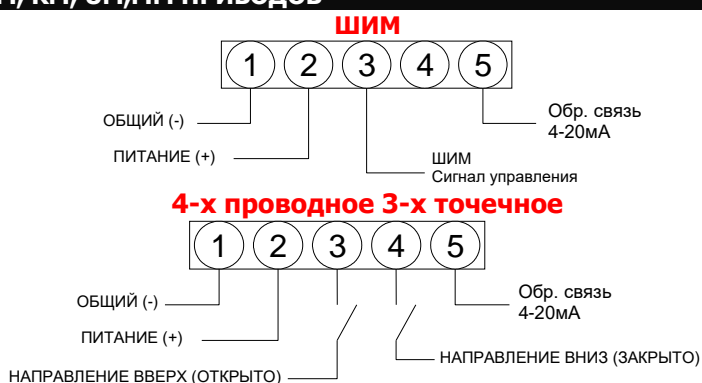 ПРИВОДОВ
ШИМ
1 2 3 4 5
ОБЩИЙ (-)
Обр. связь
4-20мА
ПИТАНИЕ (+)
ШИМ
Сигнал управления
4-х проводное 3-х точечное
1 2 3 4 5
ОБЩИЙ (-)
Обр. связь
4-20мА
ПИТАНИЕ (+)
НАПРАВЛЕНИЕ ВНИЗ (ЗАКРЫТО)
НАПРАВЛЕНИЕ ВВЕРХ (ОТКРЫТО)